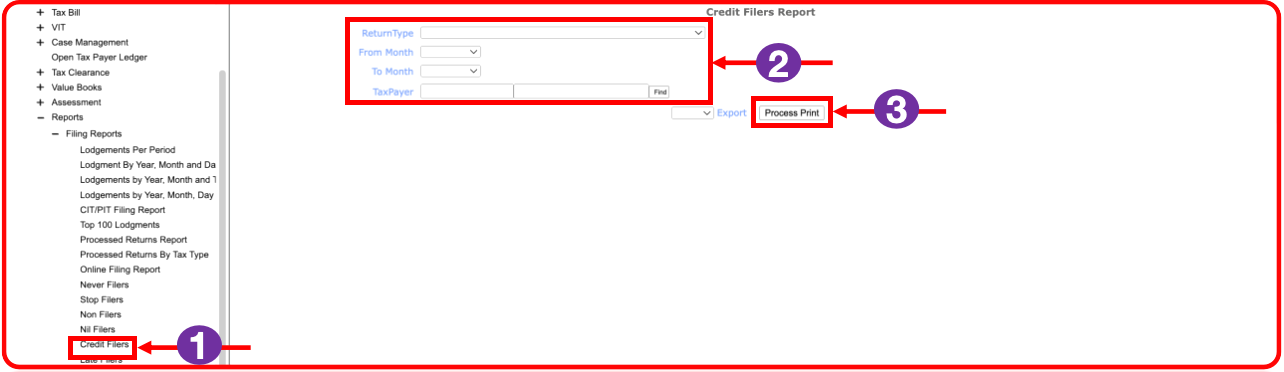 + Tax Bill
+ VIT
+ Case Management
Open Tax Payer Ledger
+ Tax Clearance
+ Value Books
+ Assessment
− Reports
− Filing Reports
Lodgements Per Period
Lodgment By Year, Month and Da
Lodgements by Year, Month and T
Lodgements by Year, Month, Day
CIT/PIT Filing Report
Top 100 Lodgments
Processed Returns Report
Processed Returns By Tax Type
Online Filing Report
Never Filers
Stop Filers
Non Filers
Nil Filers
Credit Filers
Late Filers
1
Credit Filers Report
ReturnType
From Month
To Month
TaxPayer
Find
2
Export
Process Print
3